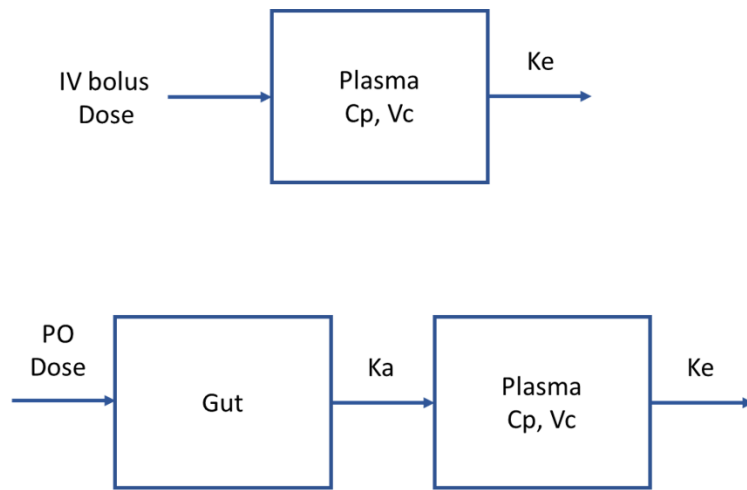 IV bolus
Dose
Plasma
Cp, Vc
Ke
PO
Dose
Gut
Ka
Plasma
Cp, Vc
Ke